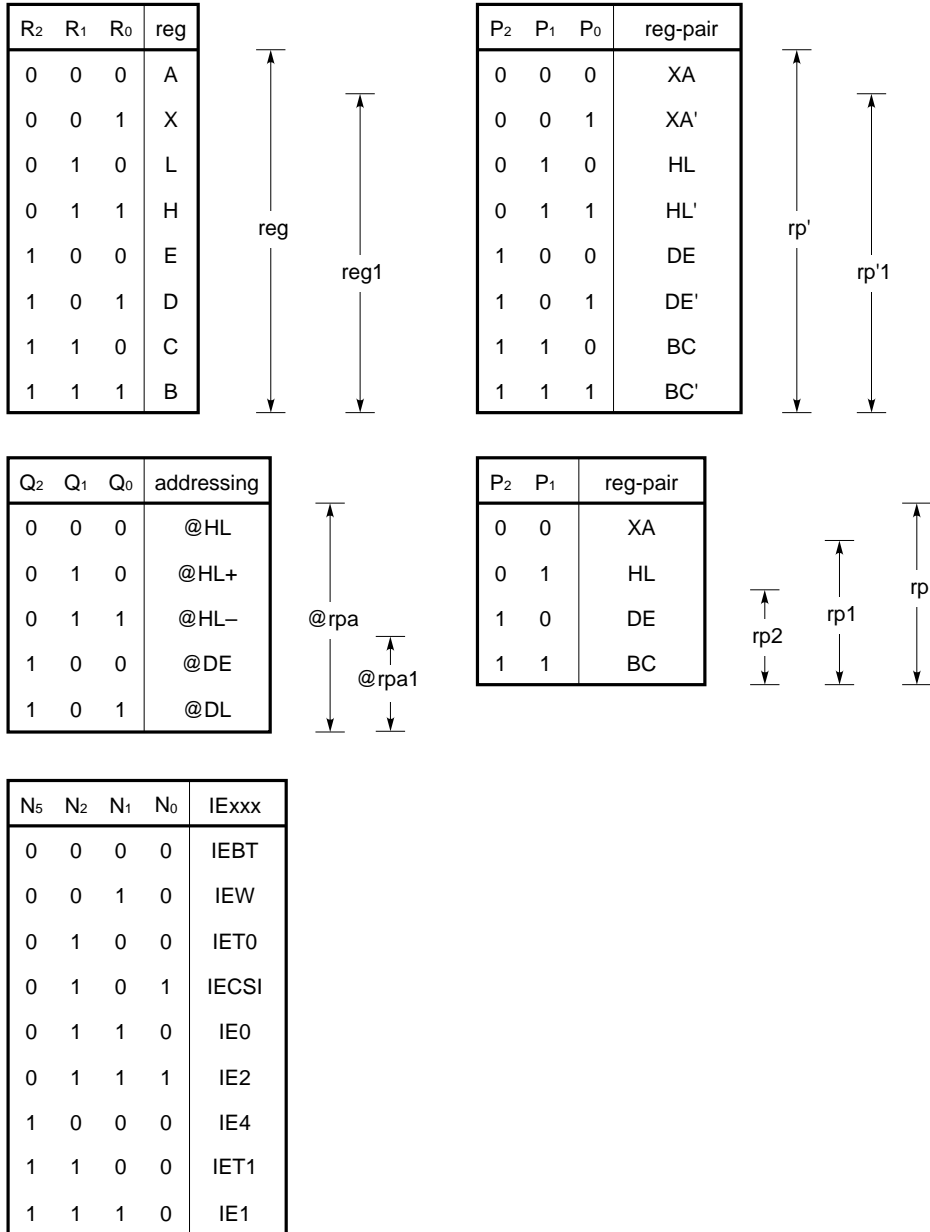 R2 R1 R0 reg
0 0 0 A
0 0 1 X
0 1 0 L
0 1 1 H
1 0 0 E
1 0 1 D
1 1 0 C
1 1 1 B
reg
reg1
P2 P1 P0 reg-pair
0 0 0 XA
0 0 1 XA'
0 1 0 HL
0 1 1 HL'
1 0 0 DE
1 0 1 DE'
1 1 0 BC
1 1 1 BC'
rp'
rp'1
Q2 Q1 Q0 addressing
0 0 0 @HL
0 1 0 @HL+
0 1 1 @HL–
1 0 0 @DE
1 0 1 @DL
@rpa
@rpa1
P2 P1 reg-pair
0 0 XA
0 1 HL
1 0 DE
1 1 BC
rp2
rp1
rp
N5 N2 N1 N0 IExxx
0 0 0 0 IEBT
0 0 1 0 IEW
0 1 0 0 IET0
0 1 0 1 IECSI
0 1 1 0 IE0
0 1 1 1 IE2
1 0 0 0 IE4
1 1 0 0 IET1
1 1 1 0 IE1